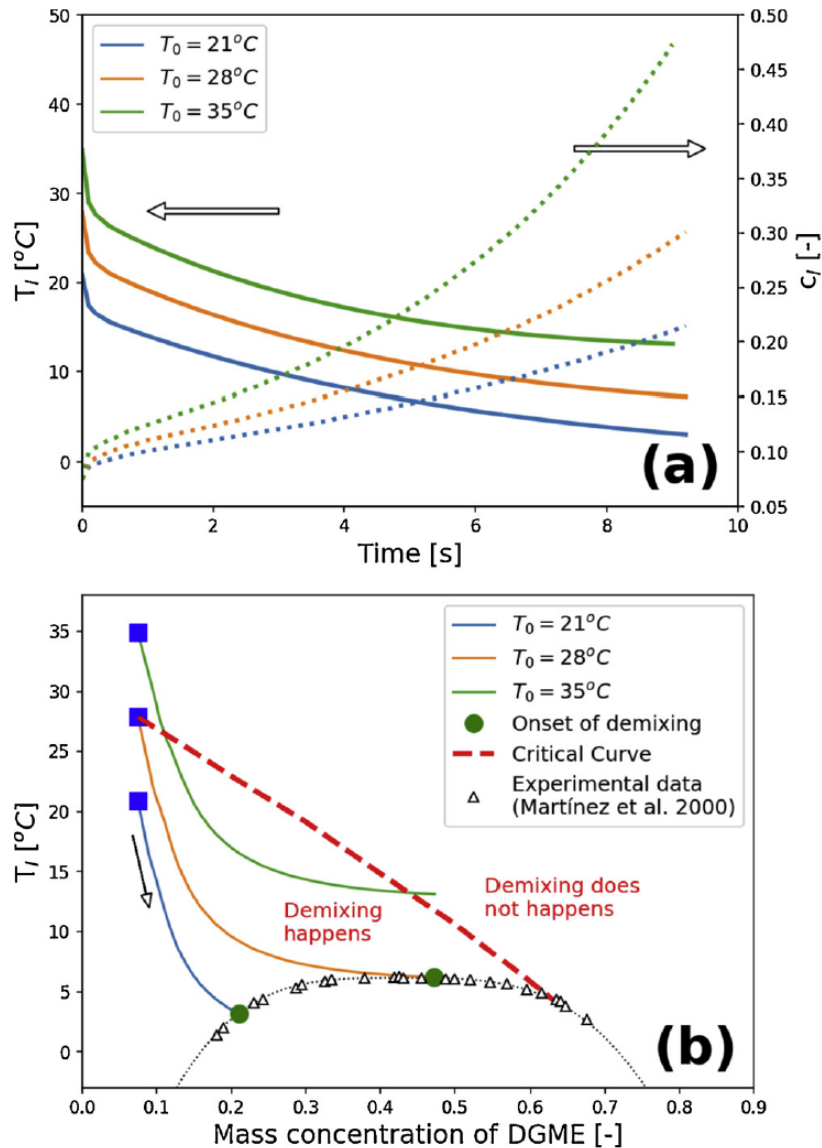 50
40
30
20
10
0
T_l [°C]
T_0 = 21°C
T_0 = 28°C
T_0 = 35°C
0.50
0.45
0.40
0.35
0.30
0.25
0.20
0.15
0.10
0.05
c_l [-]
(a)
0 2 4 6 8 10
Time [s]
35
30
25
20
15
10
5
0
T_l [°C]
T_0 = 21°C
T_0 = 28°C
T_0 = 35°C
Onset of demixing
Critical Curve
Experimental data
(Martínez et al. 2000)
Demixing
happens
Demixing does
not happens
(b)
0.0 0.1 0.2 0.3 0.4 0.5 0.6 0.7 0.8 0.9
Mass concentration of DGME [-]